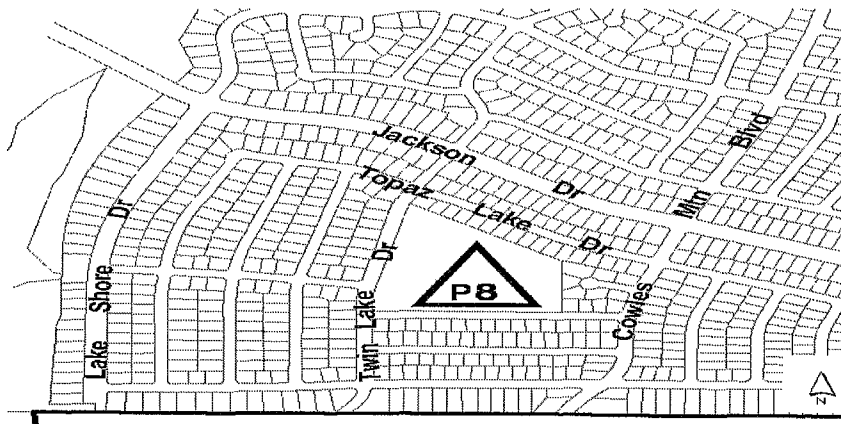 Jackson Dr
Topaz Lake Dr
Cowles Mtn Blvd
Lake Shore Dr
Twin Lake Dr
P8
N